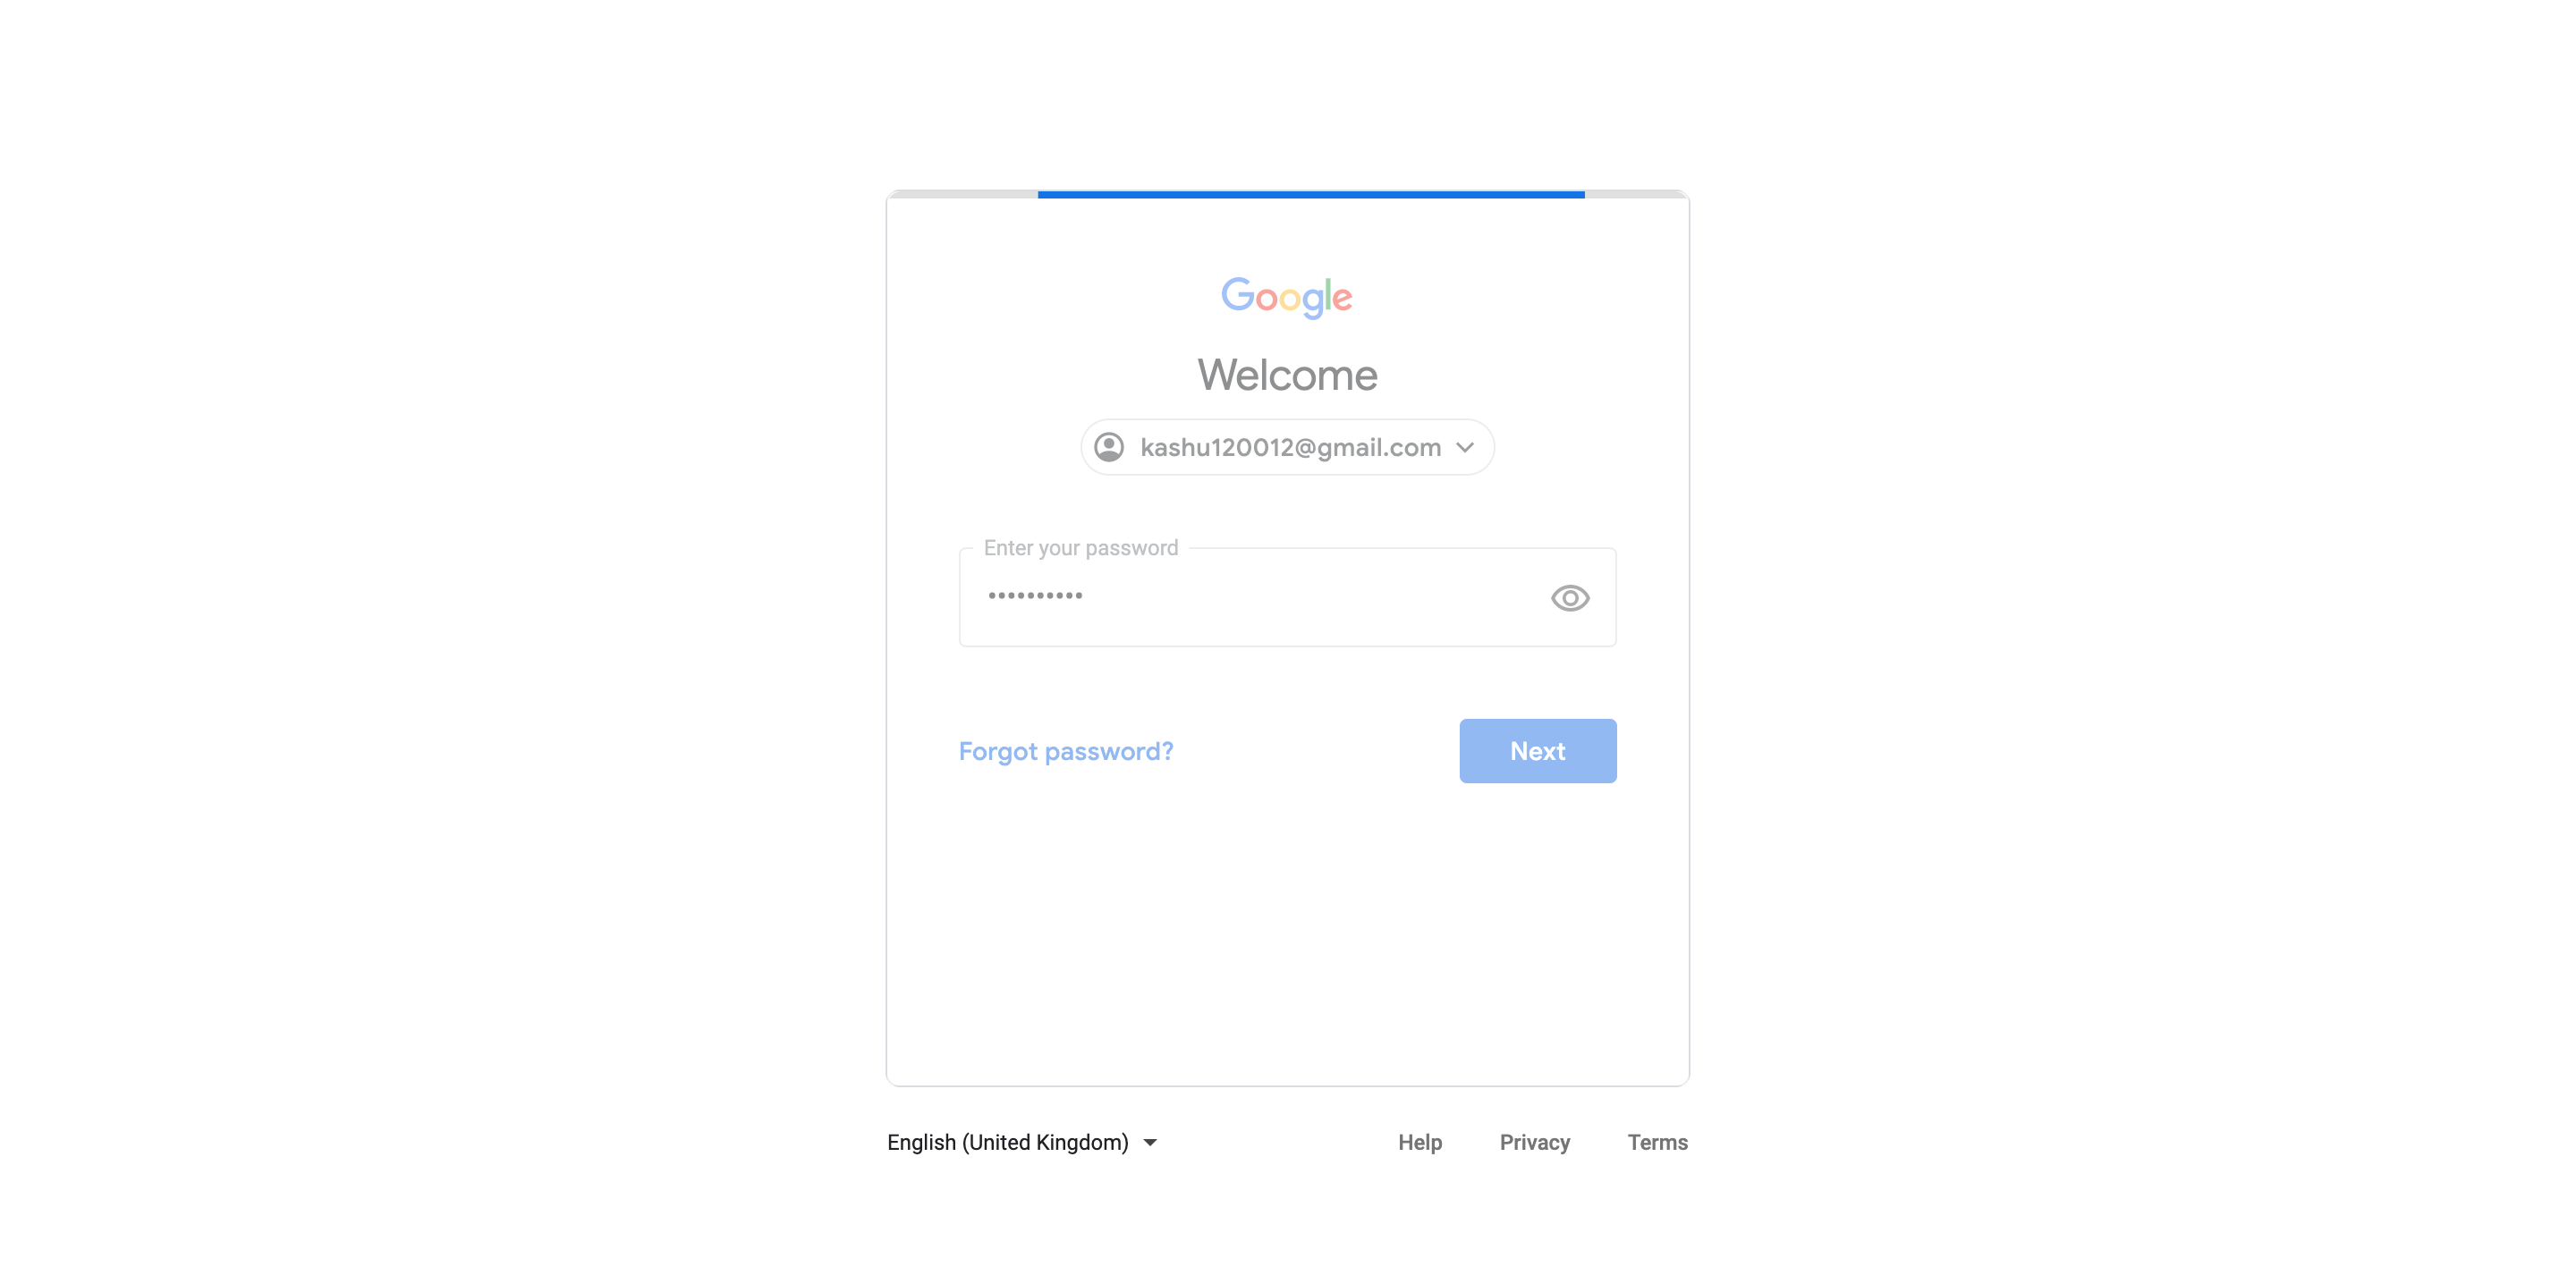 Google
Welcome
kashu120012@gmail.com
Enter your password
••••••••••
Forgot password?
Next
English (United Kingdom)
Help
Privacy
Terms